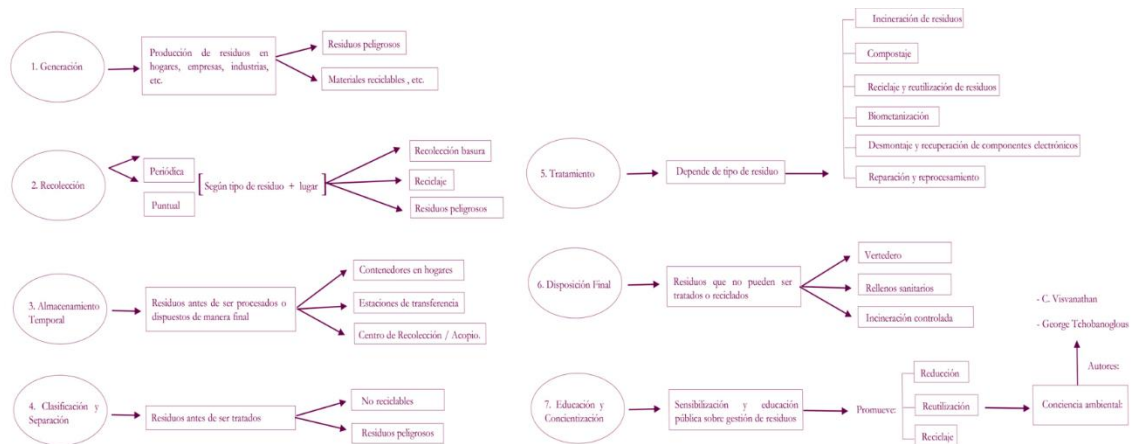 1. Generación
Producción de residuos en
hogares, empresas, industrias,
etc.
Residuos peligrosos
Materiales reciclables , etc.
2. Recolección
Periódica
Puntual
Según tipo de residuo + lugar
Recolección basura
Reciclaje
Residuos peligrosos
3. Almacenamiento
Temporal
Residuos antes de ser procesados o
dispuestos de manera final
Contenedores en hogares
Estaciones de transferencia
Centro de Recolección / Acopio.
4. Clasificación y
Separación
Residuos antes de ser tratados
No reciclables
Residuos peligrosos
5. Tratamiento
Depende de tipo de residuo
Incineración de residuos
Compostaje
Reciclaje y reutilización de residuos
Biometanización
Desmontaje y recuperación de componentes electrónicos
Reparación y reprocesamiento
6. Disposición Final
Residuos que no pueden ser
tratados o reciclados
Vertedero
Rellenos sanitarios
Incineración controlada
7. Educación y
Concientización
Sensibilización y educación
pública sobre gestión de residuos
Promueve:
Reducción
Reutilización
Reciclaje
Conciencia ambiental:
Autores:
- C. Visvanathan
- George Tchobanoglous